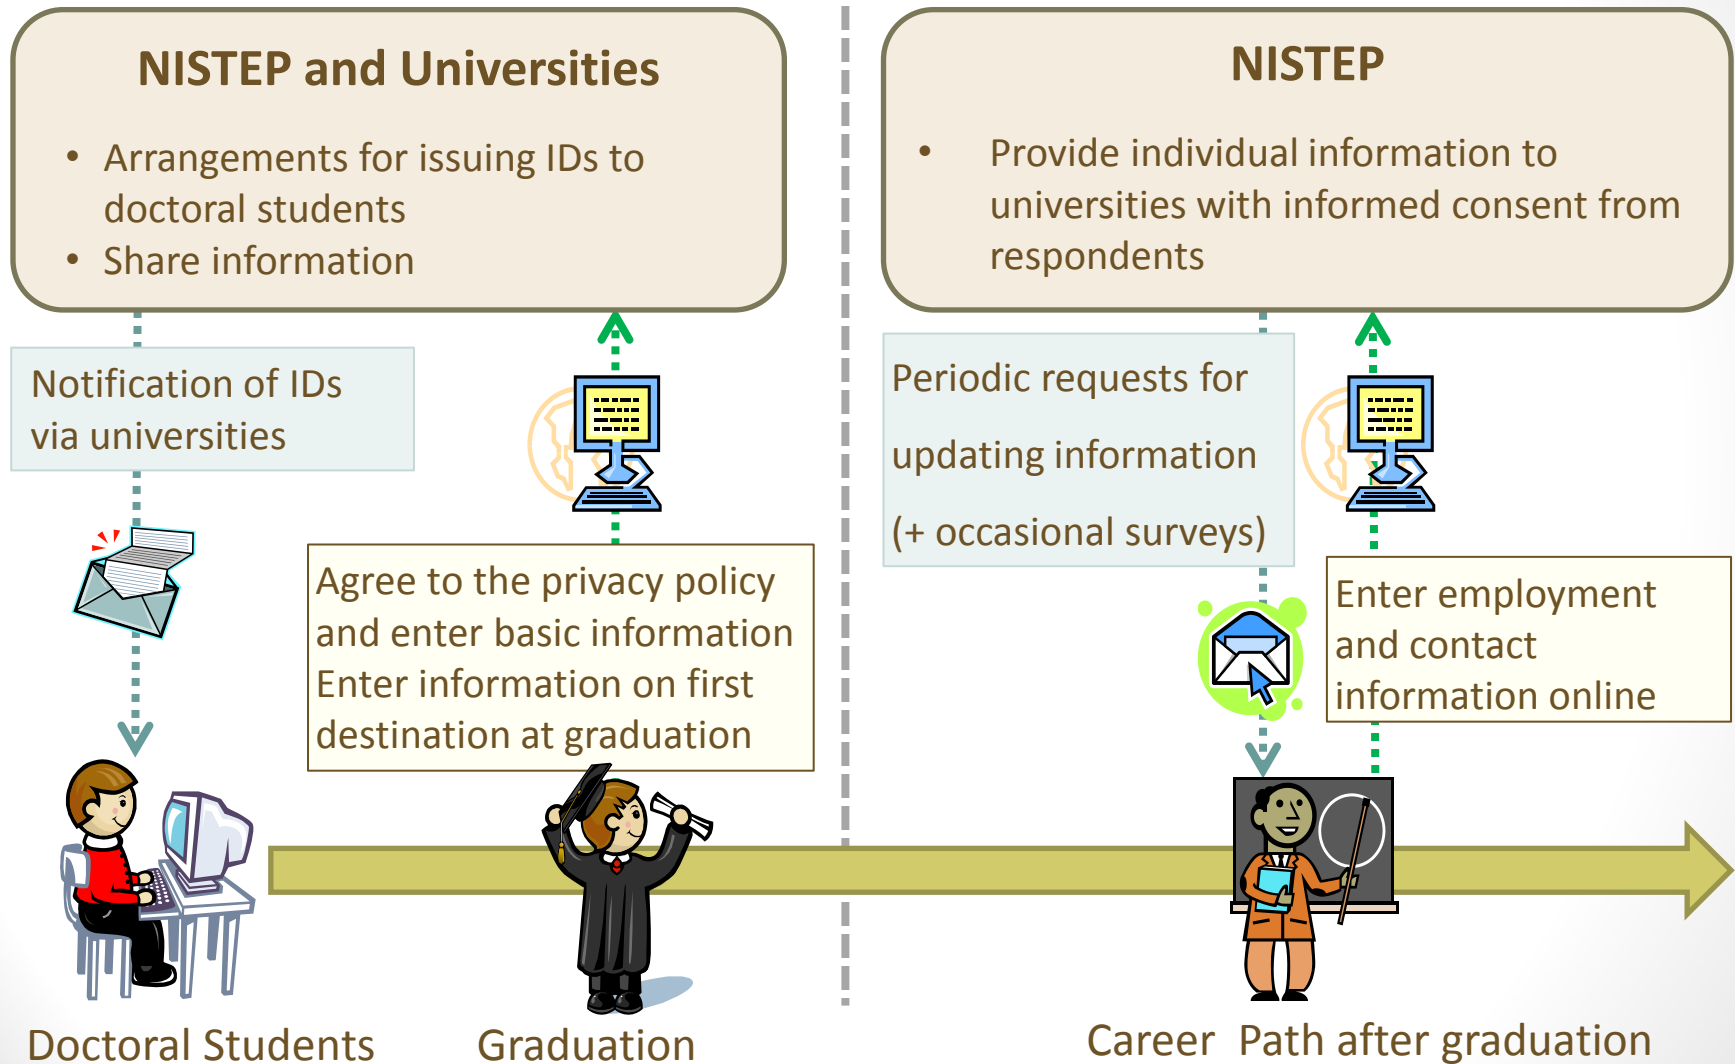 NISTEP and Universities
• Arrangements for issuing IDs to
doctoral students
• Share information
Notification of IDs
via universities
Agree to the privacy policy
and enter basic information
Enter information on first
destination at graduation
Doctoral Students
Graduation
NISTEP
• Provide individual information to
universities with informed consent from
respondents
Periodic requests for
updating information
(+ occasional surveys)
Enter employment
and contact
information online
Career Path after graduation